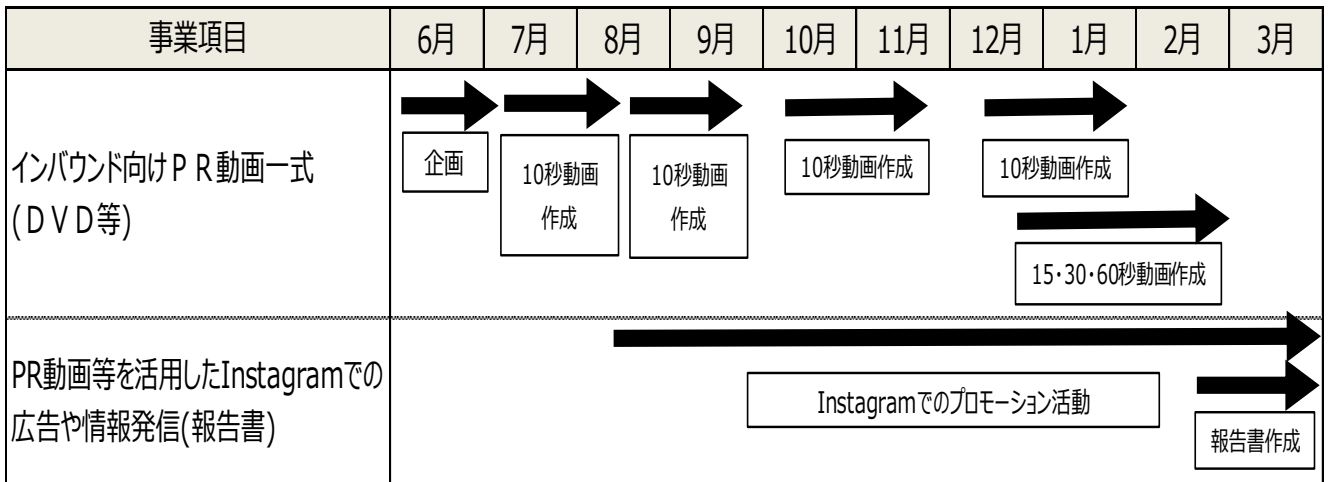 事業項目 6月 7月 8月 9月 10月 11月 12月 1月 2月 3月
インバウンド向けＰＲ動画一式
(ＤＶＤ等)
企画
10秒動画
作成
10秒動画
作成
10秒動画作成
10秒動画作成
15・30・60秒動画作成
PR動画等を活用したInstagramでの
広告や情報発信(報告書)
Instagramでのプロモーション活動
報告書作成